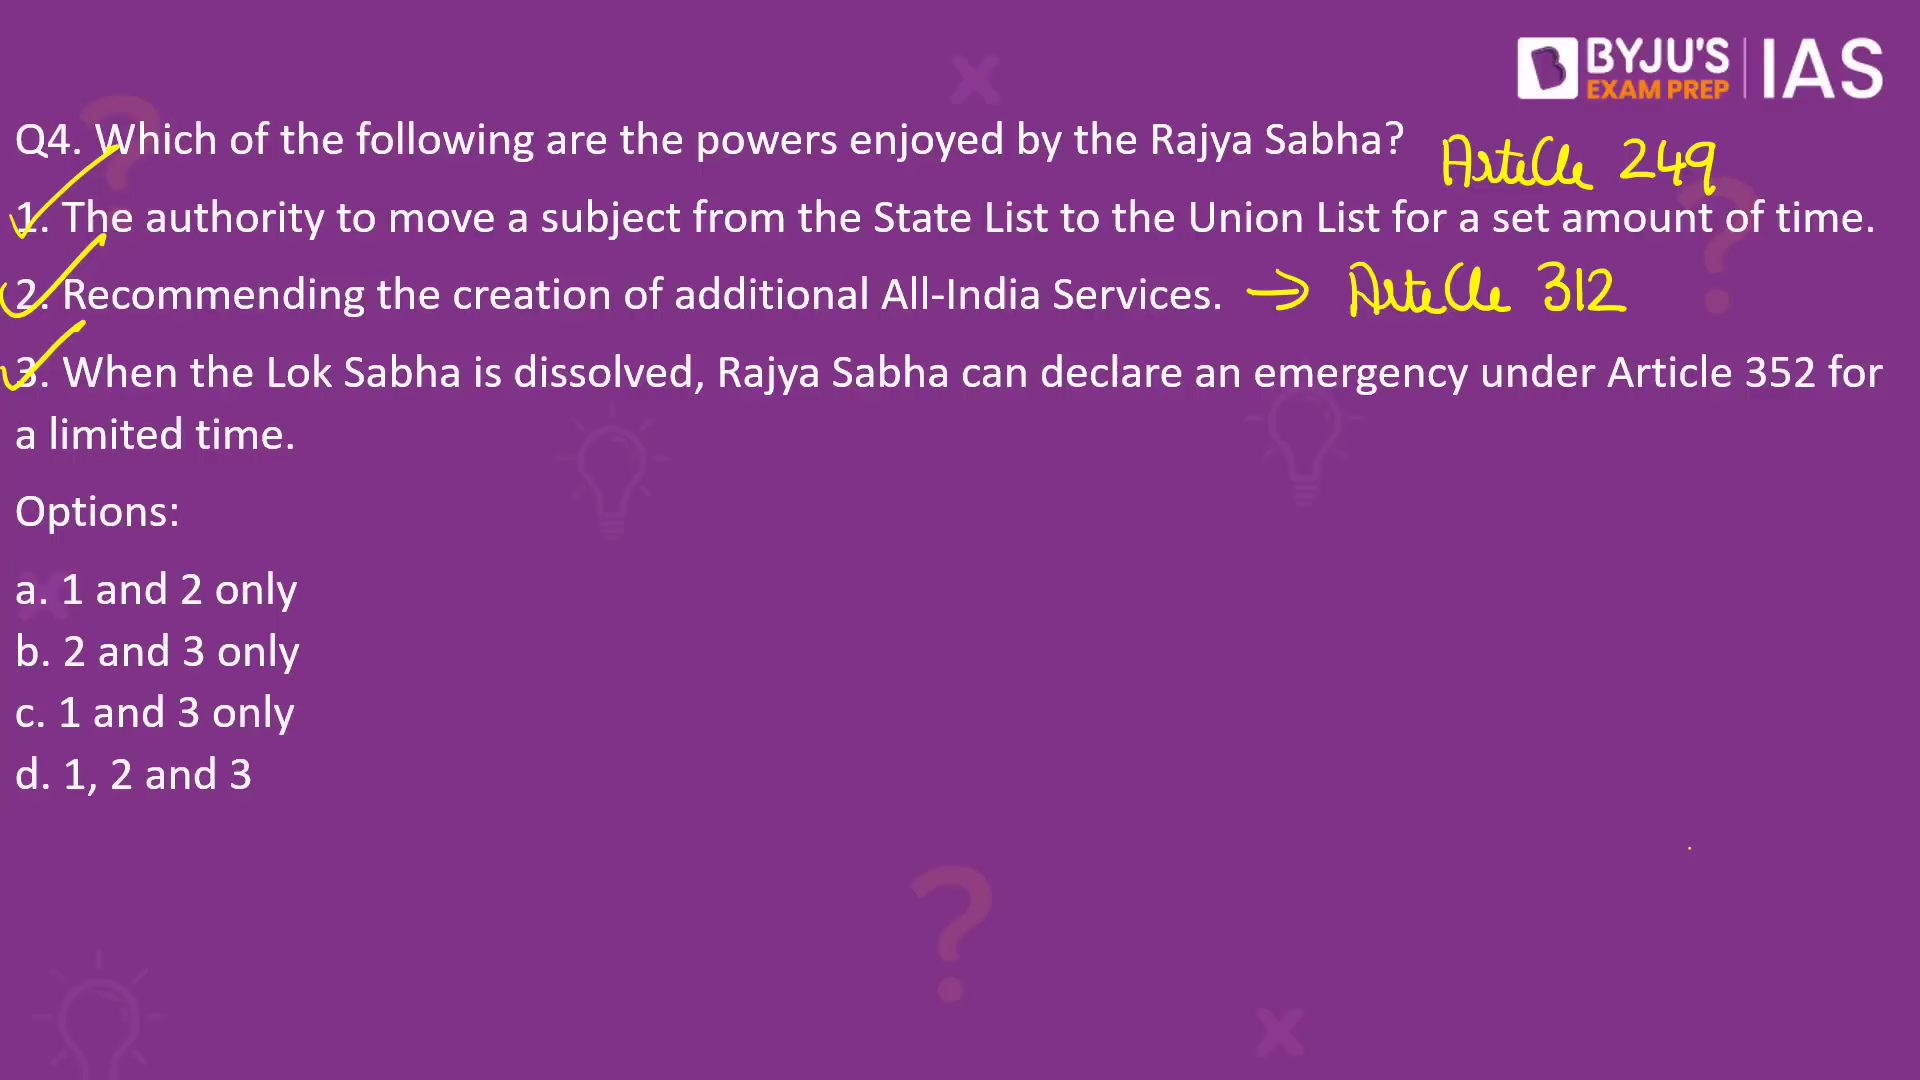 BYJU'S
EXAM PREP
IAS
Q4. Which of the following are the powers enjoyed by the Rajya Sabha?
Article 249
1. The authority to move a subject from the State List to the Union List for a set amount of time.
2. Recommending the creation of additional All-India Services. → Article 312
3. When the Lok Sabha is dissolved, Rajya Sabha can declare an emergency under Article 352 for
a limited time.
Options:
a. 1 and 2 only
b. 2 and 3 only
c. 1 and 3 only
d. 1, 2 and 3